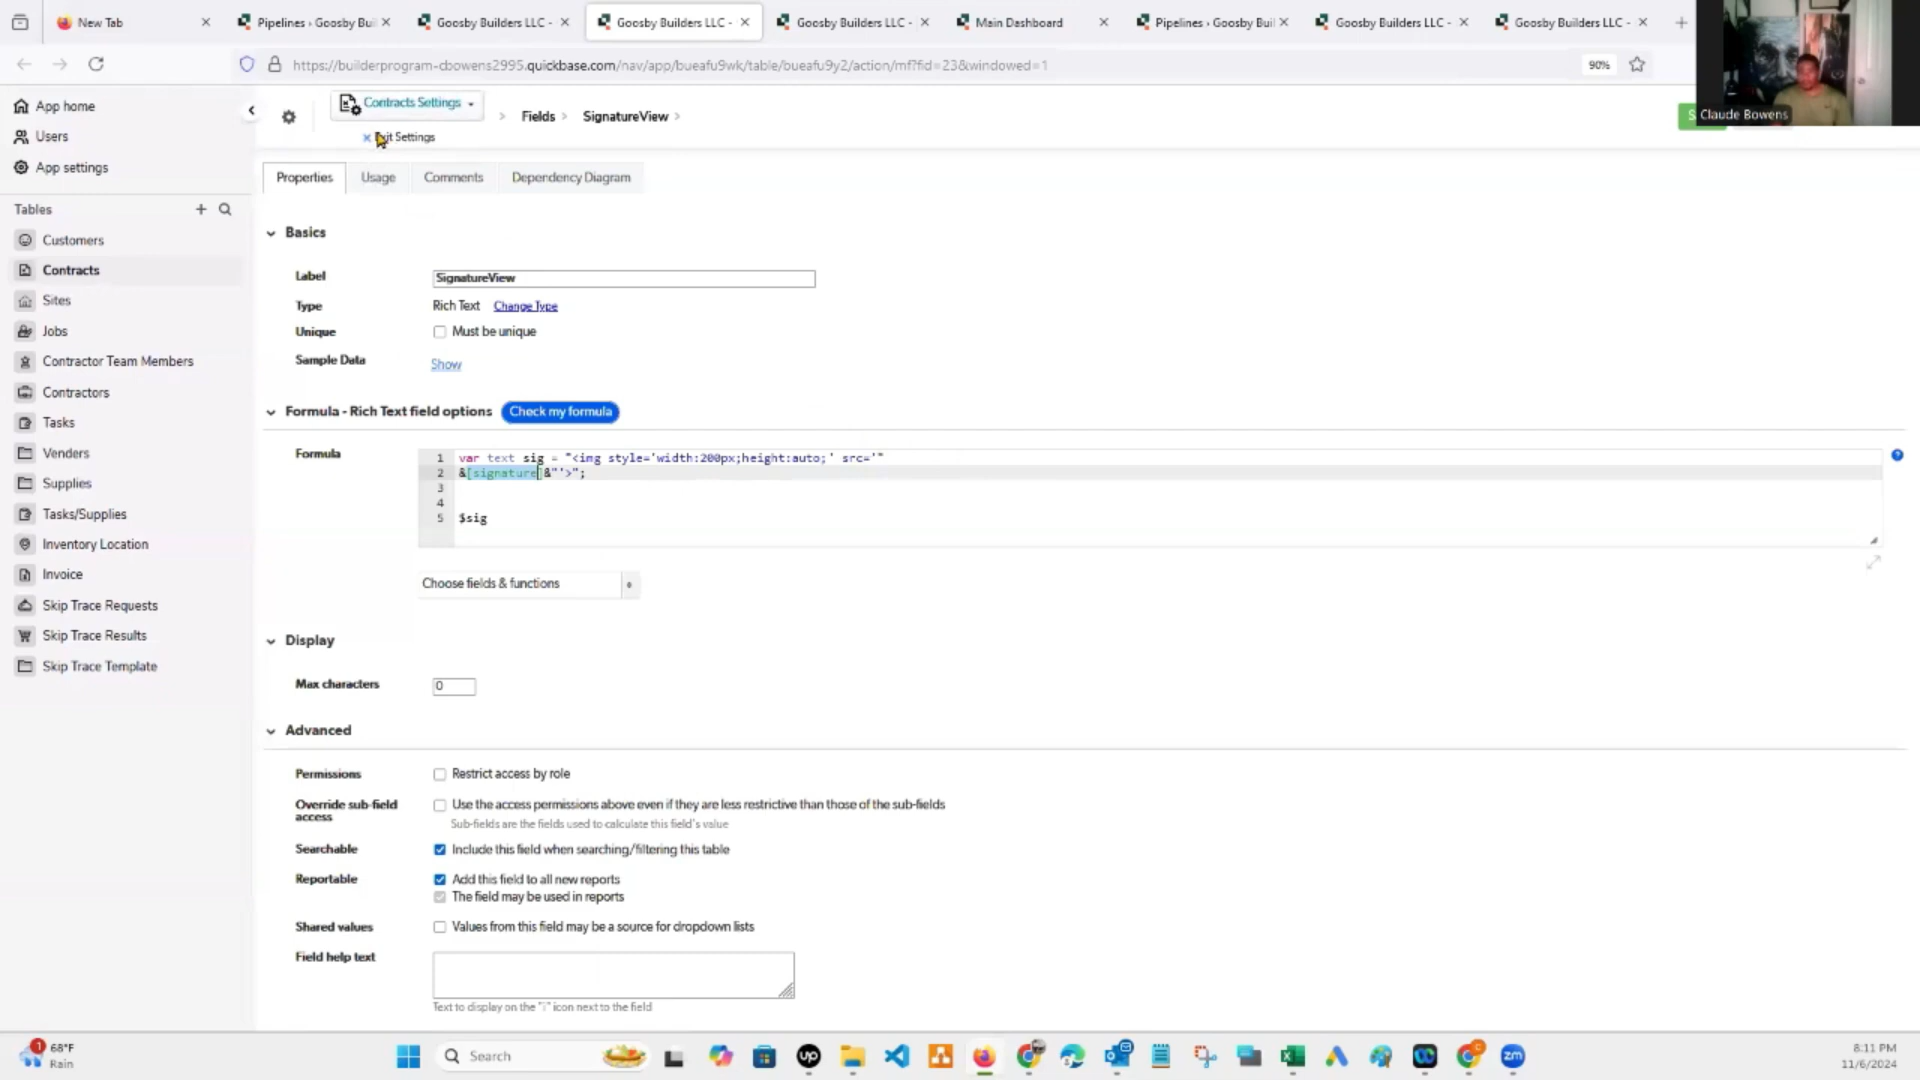 New Tab
Pipelines › Goosby Buil
Goosby Builders LLC -
Goosby Builders LLC -
Goosby Builders LLC -
Main Dashboard
Pipelines › Goosby Buil
Goosby Builders LLC -
Goosby Builders LLC -
https://builderprogram-cbowens2995.quickbase.com/nav/app/bueafu9wk/table/bueafu9y2/action/mf?fid=23&windowed=1
90%
Claude Bowens
App home
Users
App settings
Tables
Customers
Contracts
Sites
Jobs
Contractor Team Members
Contractors
Tasks
Venders
Supplies
Tasks/Supplies
Inventory Location
Invoice
Skip Trace Requests
Skip Trace Results
Skip Trace Template
Contracts Settings
Fields
SignatureView
Exit Settings
Properties
Usage
Comments
Dependency Diagram
Basics
Label
SignatureView
Type
Rich Text Change Type
Unique
Must be unique
Sample Data
Show
Formula - Rich Text field options
Check my formula
Formula
1 var text sig = "<img style='width:200px;height:auto;' src='"
2 &[signature]&"'>";
3
4
5 $sig
Choose fields & functions
Display
Max characters
0
Advanced
Permissions
Restrict access by role
Override sub-field access
Use the access permissions above even if they are less restrictive than those of the sub-fields
Sub-fields are the fields used to calculate this field's value
Searchable
Include this field when searching/filtering this table
Reportable
Add this field to all new reports
The field may be used in reports
Shared values
Values from this field may be a source for dropdown lists
Field help text
Text to display on the "i" icon next to the field
1
68°F
Rain
Search
up
zm
8:11 PM
11/6/2024